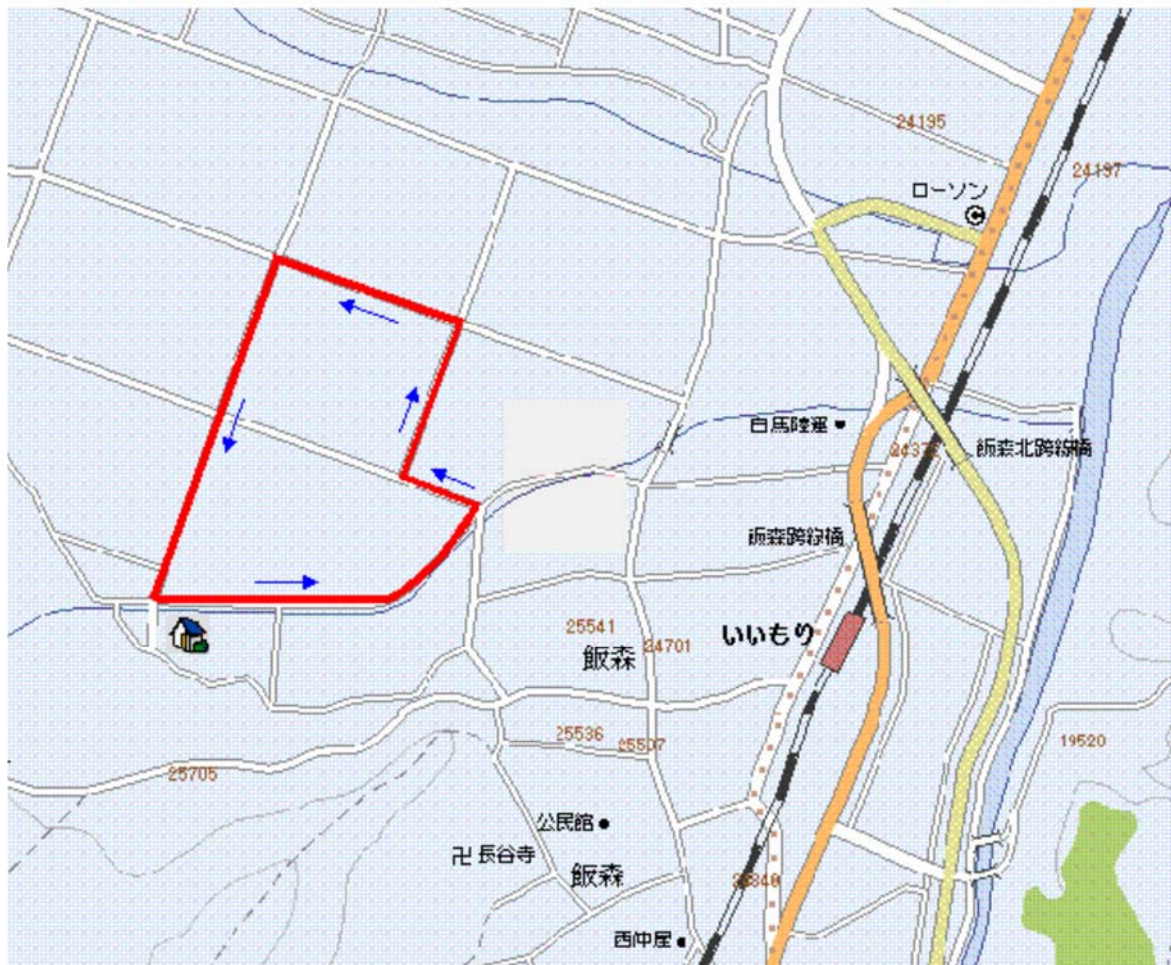 24195
24197
ローソン
白馬陸運
飯森北跨線橋
飯森跨線橋
いいもり
25541
24701
飯森
25536
25507
19520
25705
公民館
卍長谷寺
飯森
西仲屋